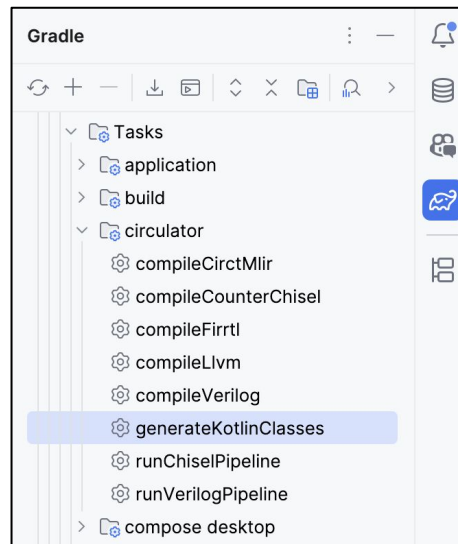 Gradle
Tasks
application
build
circulator
compileCirctMlir
compileCounterChisel
compileFirrtl
compileLlvm
compileVerilog
generateKotlinClasses
runChiselPipeline
runVerilogPipeline
compose desktop